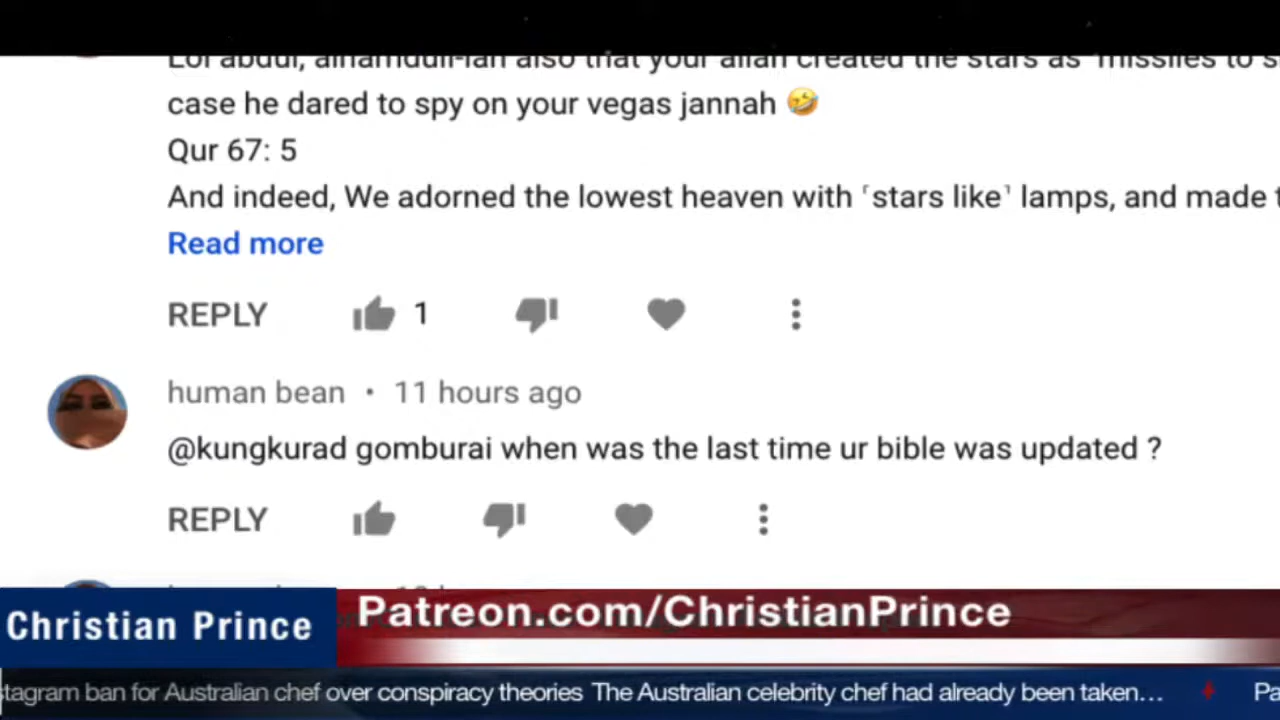 Lol abdul, alhamdull-lah also that your allah created the stars as missiles to
case he dared to spy on your vegas jannah 🤣
Qur 67: 5
And indeed, We adorned the lowest heaven with ˹stars like˺ lamps, and made
Read more
REPLY 1
human bean • 11 hours ago
@kungkurad gomburai when was the last time ur bible was updated ?
REPLY
Christian Prince
Patreon.com/ChristianPrince
stagram ban for Australian chef over conspiracy theories The Australian celebrity chef had already been taken... Pa